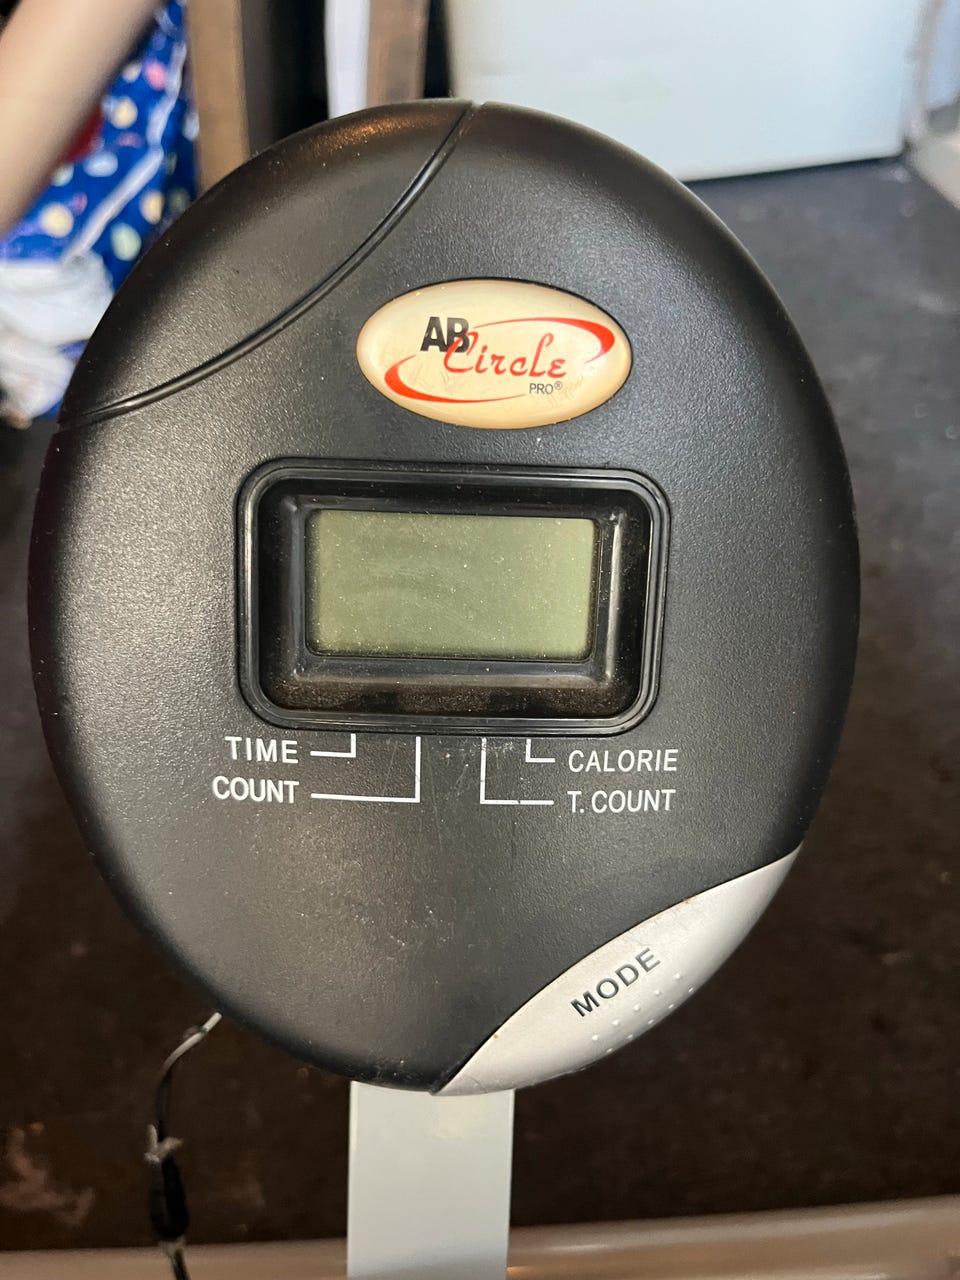 AB
Circle
PRO®
TIME
CALORIE
COUNT
T. COUNT
MODE